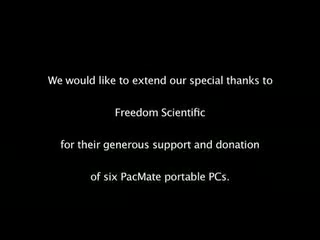 We would like to extend our special thanks to
Freedom Scientific
for their generous support and donation
of six PacMate portable PCs.